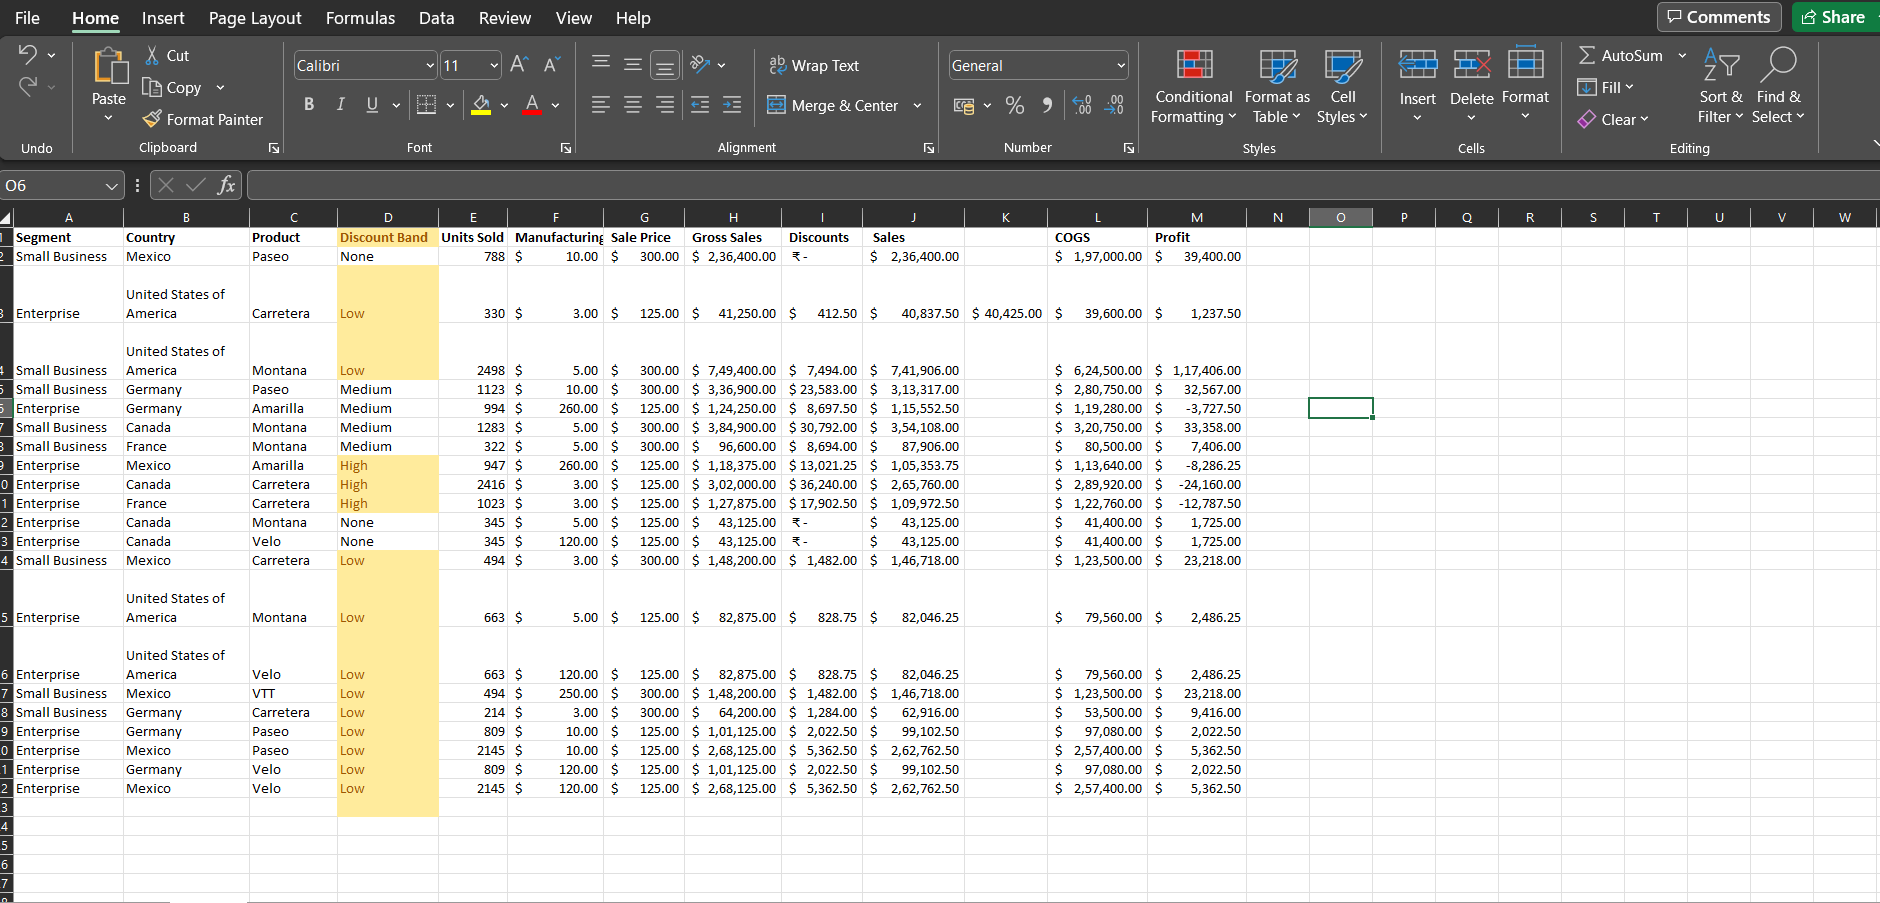 File Home Insert Page Layout Formulas Data Review View Help Comments Share
Cut
Copy
Format Painter
Paste
Undo
Clipboard
Calibri 11
B I U
Font
Wrap Text
Merge & Center
Alignment
General
Number
Conditional Formatting
Format as Table
Cell Styles
Styles
Insert Delete Format
Cells
AutoSum
Fill
Clear
Sort & Filter
Find & Select
Editing
O6 fx
A B C D E F G H I J K L M N O P Q R S T U V W
Segment Country Product Discount Band Units Sold Manufacturing Sale Price Gross Sales Discounts Sales COGS Profit
Small Business Mexico Paseo None 788 $ 10.00 $ 300.00 $ 2,36,400.00 ₹ - $ 2,36,400.00 $ 1,97,000.00 $ 39,400.00
Enterprise United States of America Carretera Low 330 $ 3.00 $ 125.00 $ 41,250.00 $ 412.50 $ 40,837.50 $ 40,425.00 $ 39,600.00 $ 1,237.50
Small Business United States of America Montana Low 2498 $ 5.00 $ 300.00 $ 7,49,400.00 $ 7,494.00 $ 7,41,906.00 $ 6,24,500.00 $ 1,17,406.00
Small Business Germany Paseo Medium 1123 $ 10.00 $ 300.00 $ 3,36,900.00 $ 23,583.00 $ 3,13,317.00 $ 2,80,750.00 $ 32,567.00
Enterprise Germany Amarilla Medium 994 $ 260.00 $ 125.00 $ 1,24,250.00 $ 8,697.50 $ 1,15,552.50 $ 1,19,280.00 $ -3,727.50
Small Business Canada Montana Medium 1283 $ 5.00 $ 300.00 $ 3,84,900.00 $ 30,792.00 $ 3,54,108.00 $ 3,20,750.00 $ 33,358.00
Small Business France Montana Medium 322 $ 5.00 $ 300.00 $ 96,600.00 $ 8,694.00 $ 87,906.00 $ 80,500.00 $ 7,406.00
Enterprise Mexico Amarilla High 947 $ 260.00 $ 125.00 $ 1,18,375.00 $ 13,021.25 $ 1,05,353.75 $ 1,13,640.00 $ -8,286.25
Enterprise Canada Carretera High 2416 $ 3.00 $ 125.00 $ 3,02,000.00 $ 36,240.00 $ 2,65,760.00 $ 2,89,920.00 $ -24,160.00
Enterprise France Carretera High 1023 $ 3.00 $ 125.00 $ 1,27,875.00 $ 17,902.50 $ 1,09,972.50 $ 1,22,760.00 $ -12,787.50
Enterprise Canada Montana None 345 $ 5.00 $ 125.00 $ 43,125.00 ₹ - $ 43,125.00 $ 41,400.00 $ 1,725.00
Enterprise Canada Velo None 345 $ 120.00 $ 125.00 $ 43,125.00 ₹ - $ 43,125.00 $ 41,400.00 $ 1,725.00
Small Business Mexico Carretera Low 494 $ 3.00 $ 300.00 $ 1,48,200.00 $ 1,482.00 $ 1,46,718.00 $ 1,23,500.00 $ 23,218.00
Enterprise United States of America Montana Low 663 $ 5.00 $ 125.00 $ 82,875.00 $ 828.75 $ 82,046.25 $ 79,560.00 $ 2,486.25
Enterprise United States of America Velo Low 663 $ 120.00 $ 125.00 $ 82,875.00 $ 828.75 $ 82,046.25 $ 79,560.00 $ 2,486.25
Small Business Mexico VTT Low 494 $ 250.00 $ 300.00 $ 1,48,200.00 $ 1,482.00 $ 1,46,718.00 $ 1,23,500.00 $ 23,218.00
Small Business Germany Carretera Low 214 $ 3.00 $ 300.00 $ 64,200.00 $ 1,284.00 $ 62,916.00 $ 53,500.00 $ 9,416.00
Enterprise Germany Paseo Low 809 $ 10.00 $ 125.00 $ 1,01,125.00 $ 2,022.50 $ 99,102.50 $ 97,080.00 $ 2,022.50
Enterprise Mexico Paseo Low 2145 $ 10.00 $ 125.00 $ 2,68,125.00 $ 5,362.50 $ 2,62,762.50 $ 2,57,400.00 $ 5,362.50
Enterprise Germany Velo Low 809 $ 120.00 $ 125.00 $ 1,01,125.00 $ 2,022.50 $ 99,102.50 $ 97,080.00 $ 2,022.50
Enterprise Mexico Velo Low 2145 $ 120.00 $ 125.00 $ 2,68,125.00 $ 5,362.50 $ 2,62,762.50 $ 2,57,400.00 $ 5,362.50